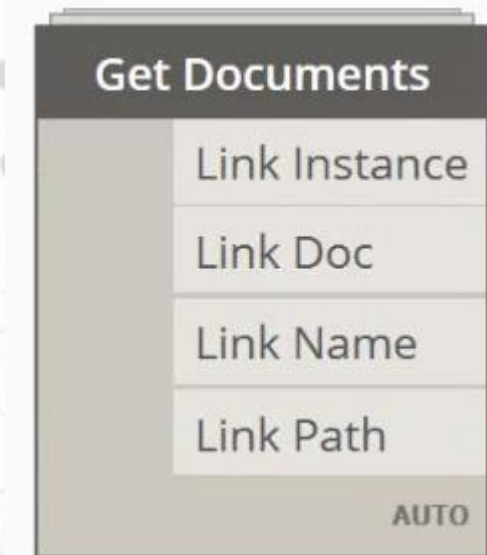 Get Documents
Link Instance
Link Doc
Link Name
Link Path
AUTO